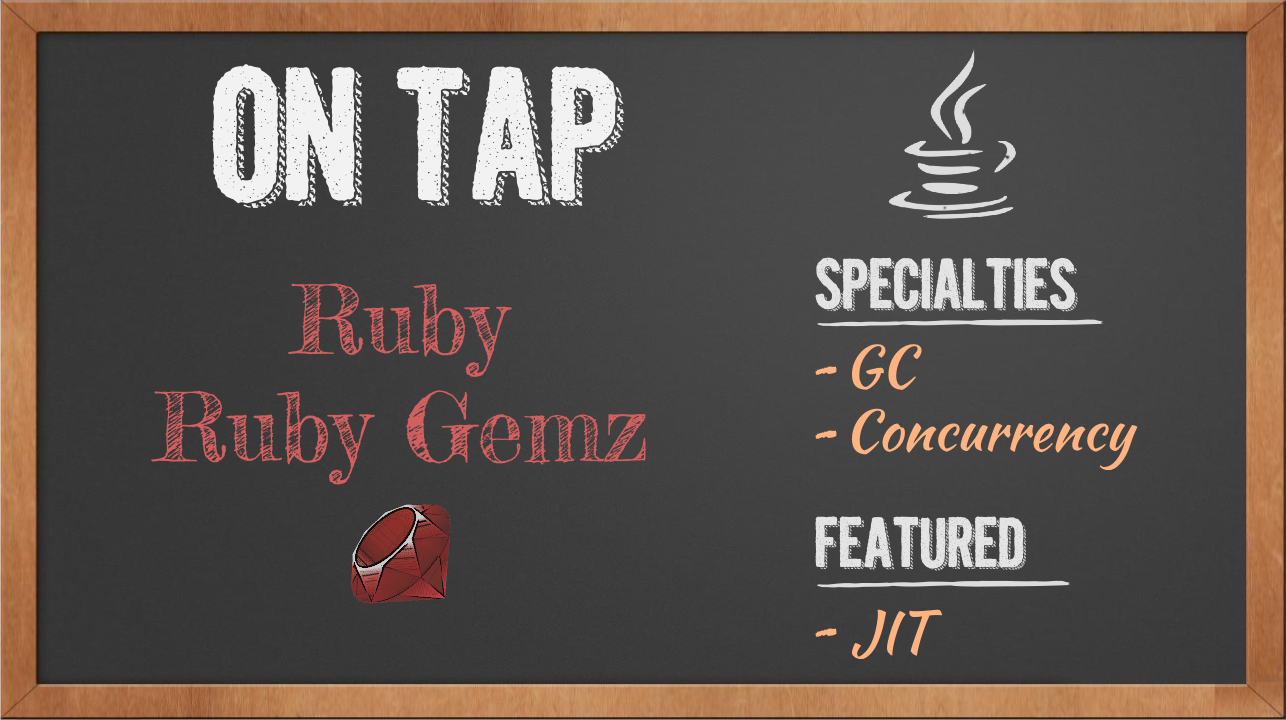 ON TAP
Ruby
Ruby Gemz
SPECIALTIES
- GC
- Concurrency
FEATURED
- JIT